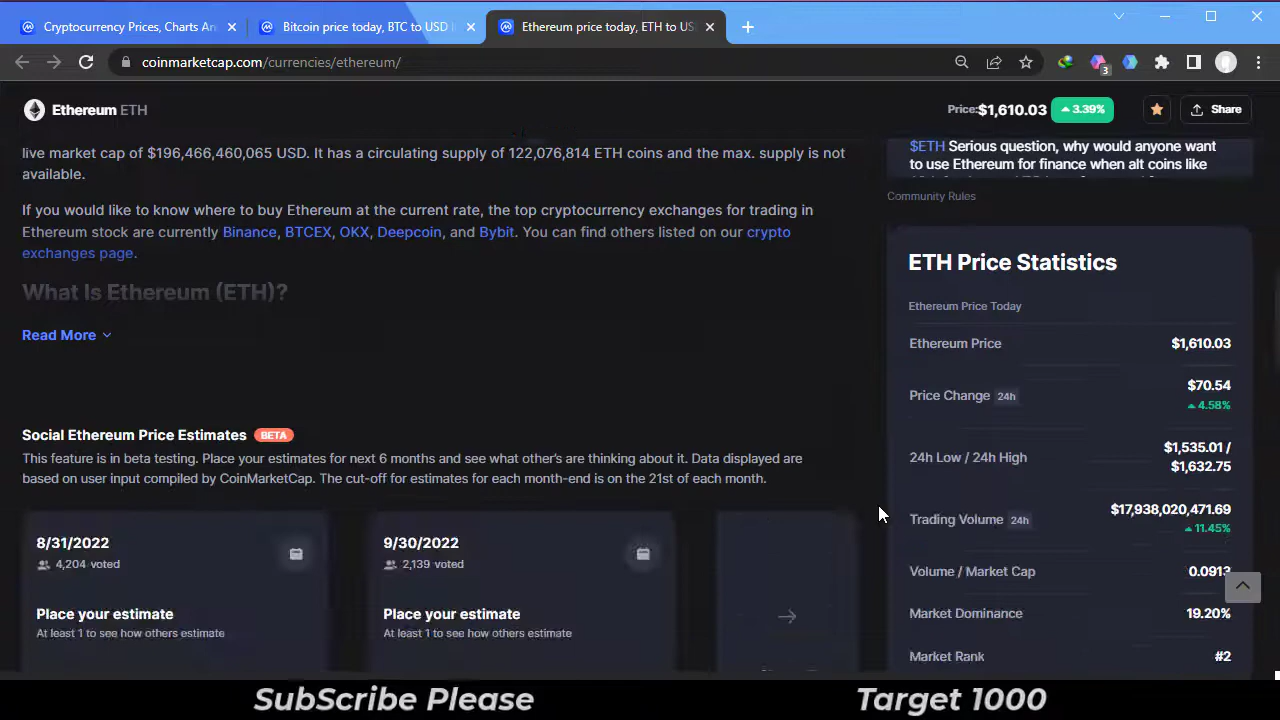 Cryptocurrency Prices, Charts An
Bitcoin price today, BTC to USD l
Ethereum price today, ETH to US
coinmarketcap.com/currencies/ethereum/
3
Ethereum ETH
Price:$1,610.03
3.39%
Share
live market cap of $196,466,460,065 USD. It has a circulating supply of 122,076,814 ETH coins and the max. supply is not
available.
If you would like to know where to buy Ethereum at the current rate, the top cryptocurrency exchanges for trading in
Ethereum stock are currently Binance, BTCEX, OKX, Deepcoin, and Bybit. You can find others listed on our crypto
exchanges page.
What Is Ethereum (ETH)?
Read More
Social Ethereum Price Estimates BETA
This feature is in beta testing. Place your estimates for next 6 months and see what other's are thinking about it. Data displayed are
based on user input compiled by CoinMarketCap. The cut-off for estimates for each month-end is on the 21st of each month.
8/31/2022
4,204 voted
Place your estimate
At least 1 to see how others estimate
9/30/2022
2,139 voted
Place your estimate
At least 1 to see how others estimate
$ETH Serious question, why would anyone want
to use Ethereum for finance when alt coins like
Community Rules
ETH Price Statistics
Ethereum Price Today
Ethereum Price
$1,610.03
Price Change 24h
$70.54
4.58%
24h Low / 24h High
$1,535.01 /
$1,632.75
Trading Volume 24h
$17,938,020,471.69
11.45%
Volume / Market Cap
0.0913
Market Dominance
19.20%
Market Rank
#2
SubScribe Please
Target 1000